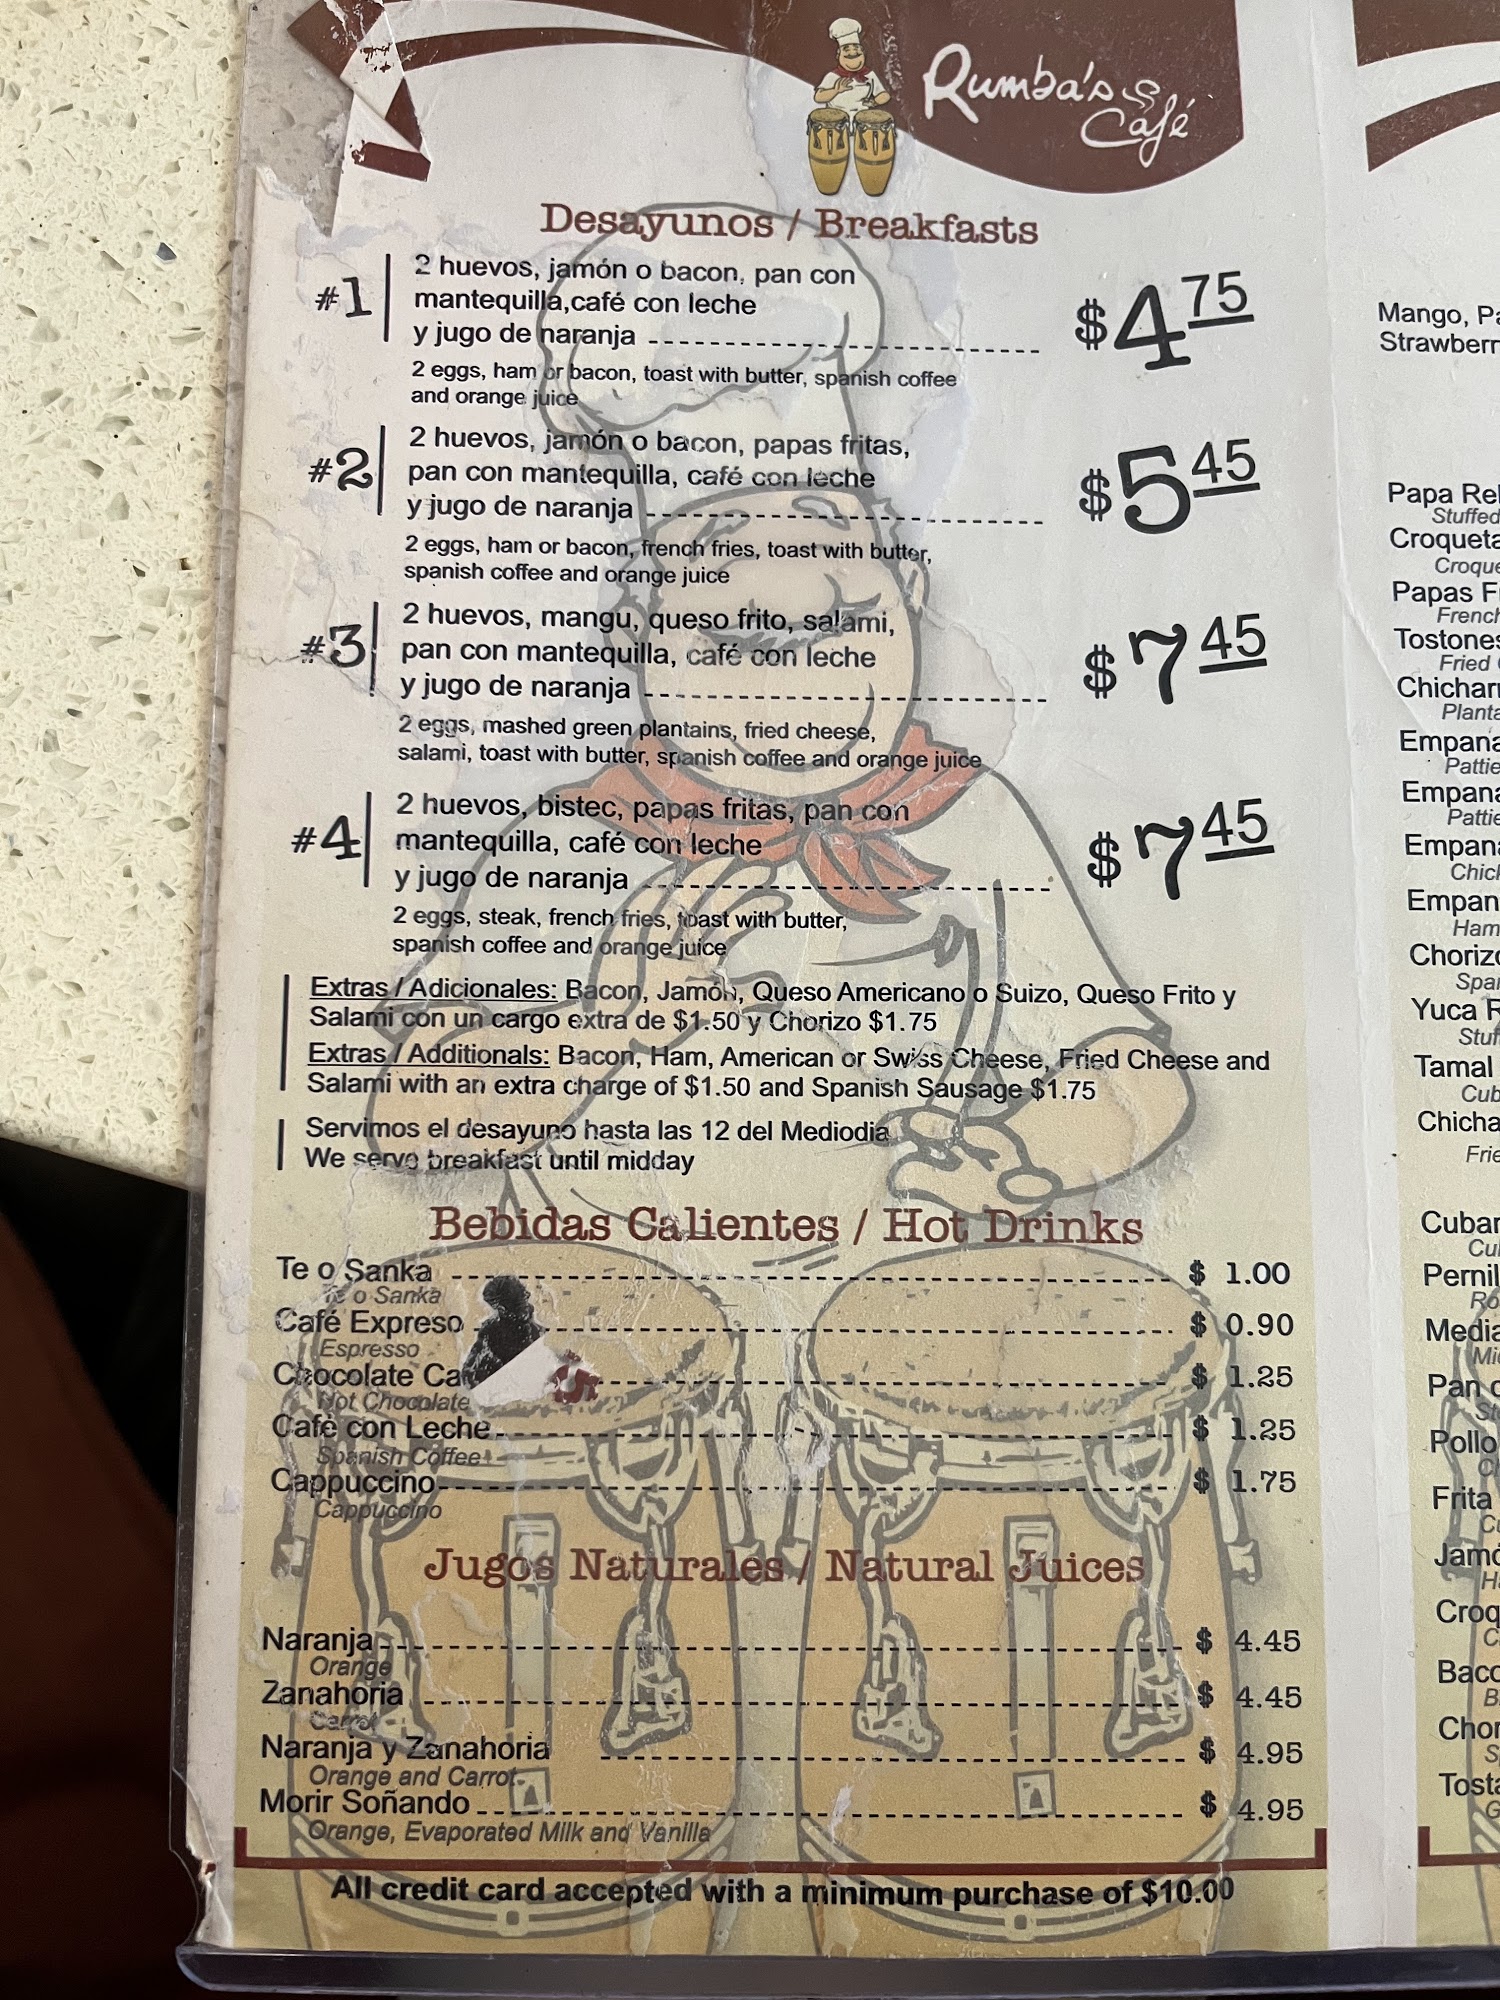 Rumba's Café
Desayunos / Breakfasts
#1
2 huevos, jamón o bacon, pan con
mantequilla,café con leche
y jugo de naranja
$4 75
2 eggs, ham or bacon, toast with butter, spanish coffee
and orange juice
#2
2 huevos, jamón o bacon, papas fritas,
pan con mantequilla, café con leche
y jugo de naranja
$5 45
2 eggs, ham or bacon, french fries, toast with butter,
spanish coffee and orange juice
#3
2 huevos, mangu, queso frito, salami,
pan con mantequilla, café con leche
y jugo de naranja
$7 45
2 eggs, mashed green plantains, fried cheese,
salami, toast with butter, spanish coffee and orange juice
#4
2 huevos, bistec, papas fritas, pan con
mantequilla, café con leche
y jugo de naranja
$7 45
2 eggs, steak, french fries, toast with butter,
spanish coffee and orange juice
Extras / Adicionales: Bacon, Jamón, Queso Americano o Suizo, Queso Frito y
Salami con un cargo extra de $1.50 y Chorizo $1.75
Extras / Additionals: Bacon, Ham, American or Swiss Cheese, Fried Cheese and
Salami with an extra charge of $1.50 and Spanish Sausage $1.75
Servimos el desayuno hasta las 12 del Mediodia
We serve breakfast until midday
Bebidas Calientes / Hot Drinks
Te o Sanka $ 1.00
Te o Sanka
Café Expreso $ 0.90
Espresso
Chocolate Ca $ 1.25
Hot Chocolate
Café con Leche $ 1.25
Spanish Coffee
Cappuccino $ 1.75
Cappuccino
Jugos Naturales / Natural Juices
Naranja $ 4.45
Orange
Zanahoria $ 4.45
Carrot
Naranja y Zanahoria $ 4.95
Orange and Carrot
Morir Soñando $ 4.95
Orange, Evaporated Milk and Vanilla
All credit card accepted with a minimum purchase of $10.00
Mango,
Papa
Stuffed
Papas
Tostones
Fried
Chorizo
Yuca
Tamal
Pernil
Pan
Pollo
Frita